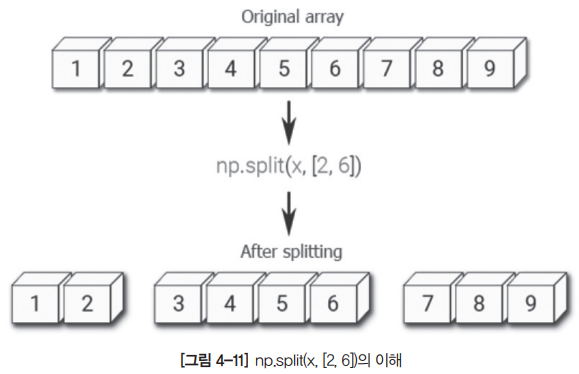 Original array
1 2 3 4 5 6 7 8 9
np.split(x, [2, 6])
After splitting
1 2 3 4 5 6 7 8 9
[그림 4-11] np.split(x, [2, 6])의 이해